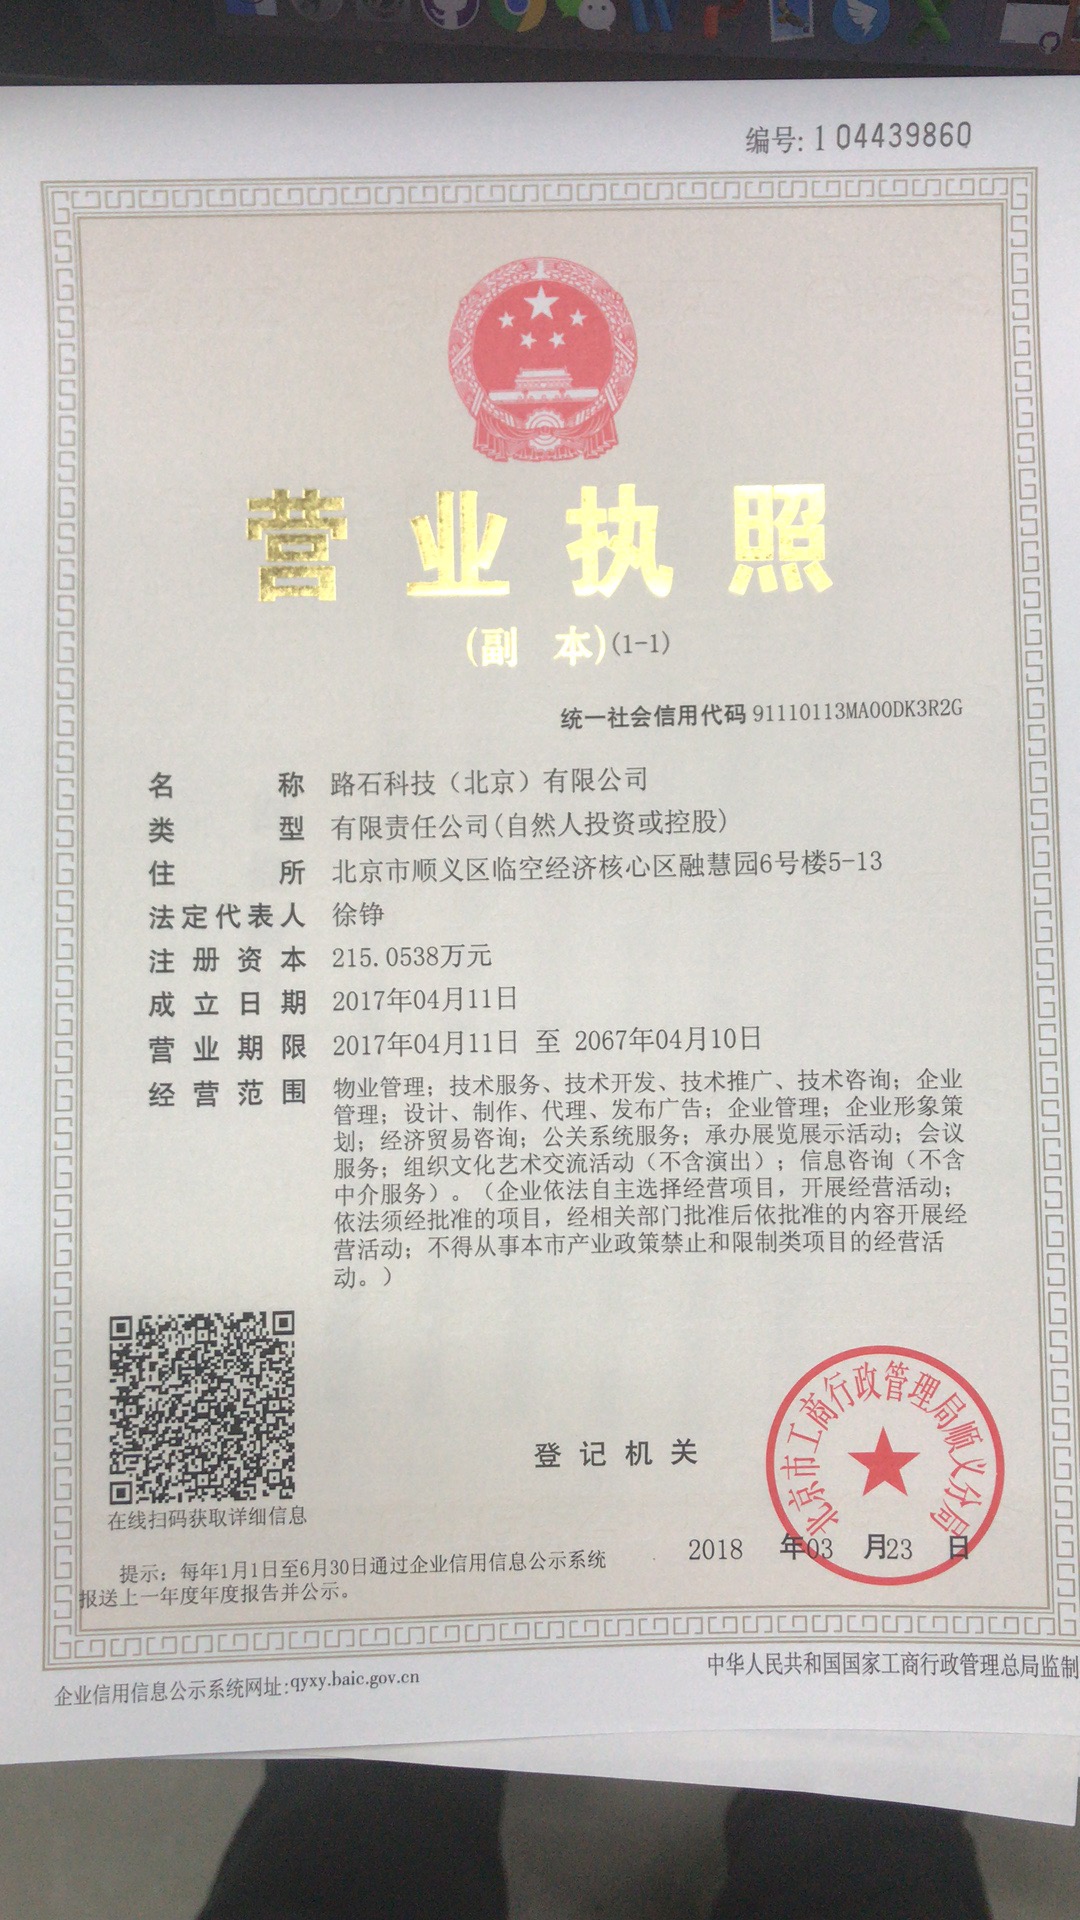 编号: 1 04439860
营业执照
(副 本)(1-1)
统一社会信用代码 91110113MA00DK3R2G
名 称 路石科技（北京）有限公司
类 型 有限责任公司(自然人投资或控股)
住 所 北京市顺义区临空经济核心区融慧园6号楼5-13
法定代表人 徐铮
注册资本 215.0538万元
成立日期 2017年04月11日
营业期限 2017年04月11日 至 2067年04月10日
经营范围 物业管理；技术服务、技术开发、技术推广、技术咨询；企业
管理；设计、制作、代理、发布广告；企业管理；企业形象策
划；经济贸易咨询；公关系统服务；承办展览展示活动；会议
服务；组织文化艺术交流活动（不含演出）；信息咨询（不含
中介服务）。（企业依法自主选择经营项目，开展经营活动；
依法须经批准的项目，经相关部门批准后依批准的内容开展经
营活动；不得从事本市产业政策禁止和限制类项目的经营活
动。）
在线扫码获取详细信息
登记机关
北京市工商行政管理局顺义分局
2018 年03 月23 日
提示：每年1月1日至6月30日通过企业信用信息公示系统
报送上一年度年度报告并公示。
企业信用信息公示系统网址:qyxy.baic.gov.cn
中华人民共和国国家工商行政管理总局监制